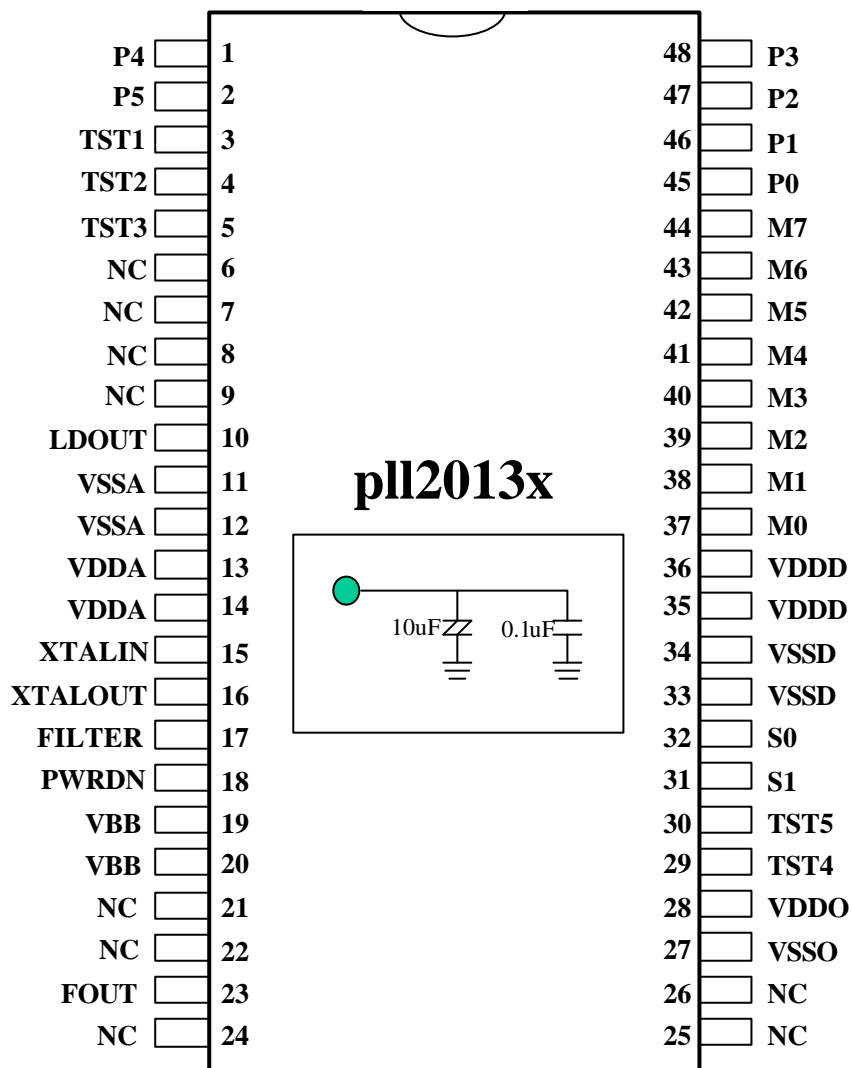 P4 1 48 P3
P5 2 47 P2
TST1 3 46 P1
TST2 4 45 P0
TST3 5 44 M7
NC 6 43 M6
NC 7 42 M5
NC 8 41 M4
NC 9 40 M3
LDOUT 10 39 M2
VSSA 11 38 M1
pll2013x
VSSA 12 37 M0
VDDA 13 36 VDDD
VDDA 14 35 VDDD
10uF 0.1uF
XTALIN 15 34 VSSD
XTALOUT 16 33 VSSD
FILTER 17 32 S0
PWRDN 18 31 S1
VBB 19 30 TST5
VBB 20 29 TST4
NC 21 28 VDDO
NC 22 27 VSSO
FOUT 23 26 NC
NC 24 25 NC